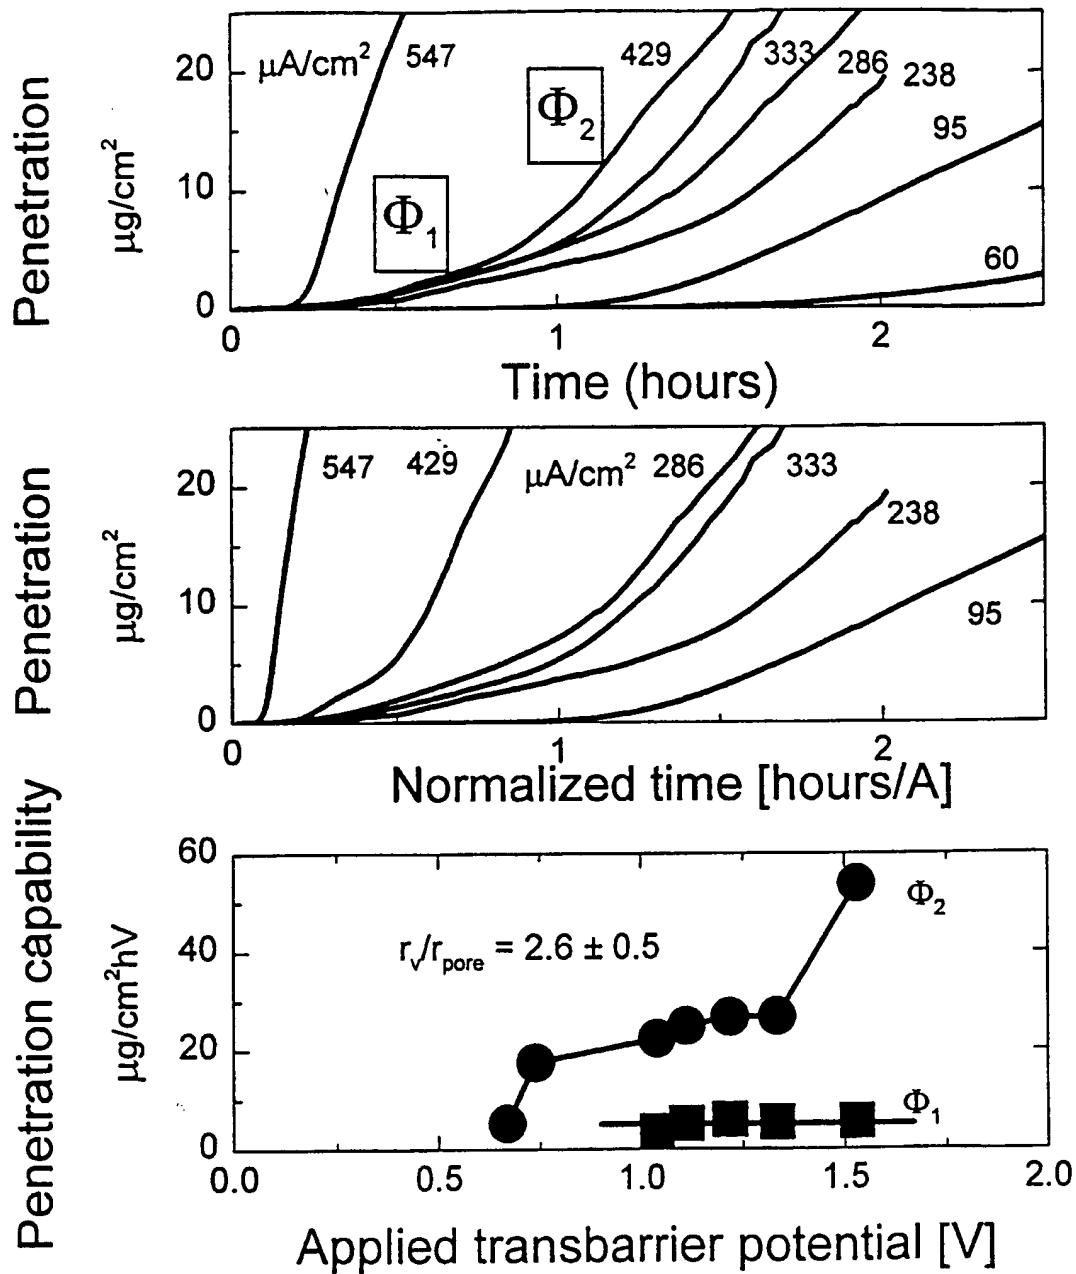 Penetration
μg/cm²
20
10
0
μA/cm²
547
429
333
286
238
95
60
Φ₂
Φ₁
0
1
2
Time (hours)
Penetration
μg/cm²
20
10
0
547
429
μA/cm²
286
333
238
95
0
1
2
Normalized time [hours/A]
Penetration capability
μg/cm²hV
60
40
20
0
rᵥ/r_pore = 2.6 ± 0.5
Φ₂
Φ₁
0.0
0.5
1.0
1.5
2.0
Applied transbarrier potential [V]